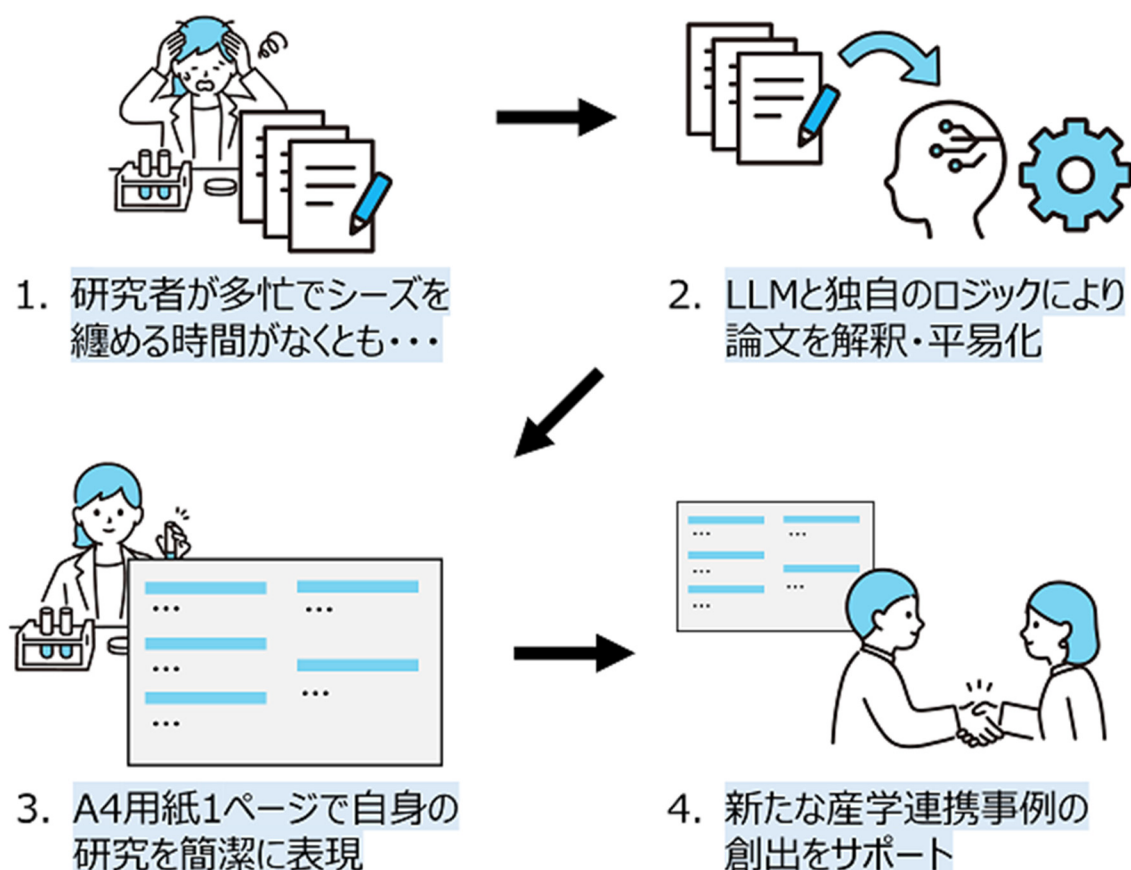 1. 研究者が多忙でシーズを
纏める時間がなくとも・・・
2. LLMと独自のロジックにより
論文を解釈・平易化
3. A4用紙1ページで自身の
研究を簡潔に表現
4. 新たな産学連携事例の
創出をサポート